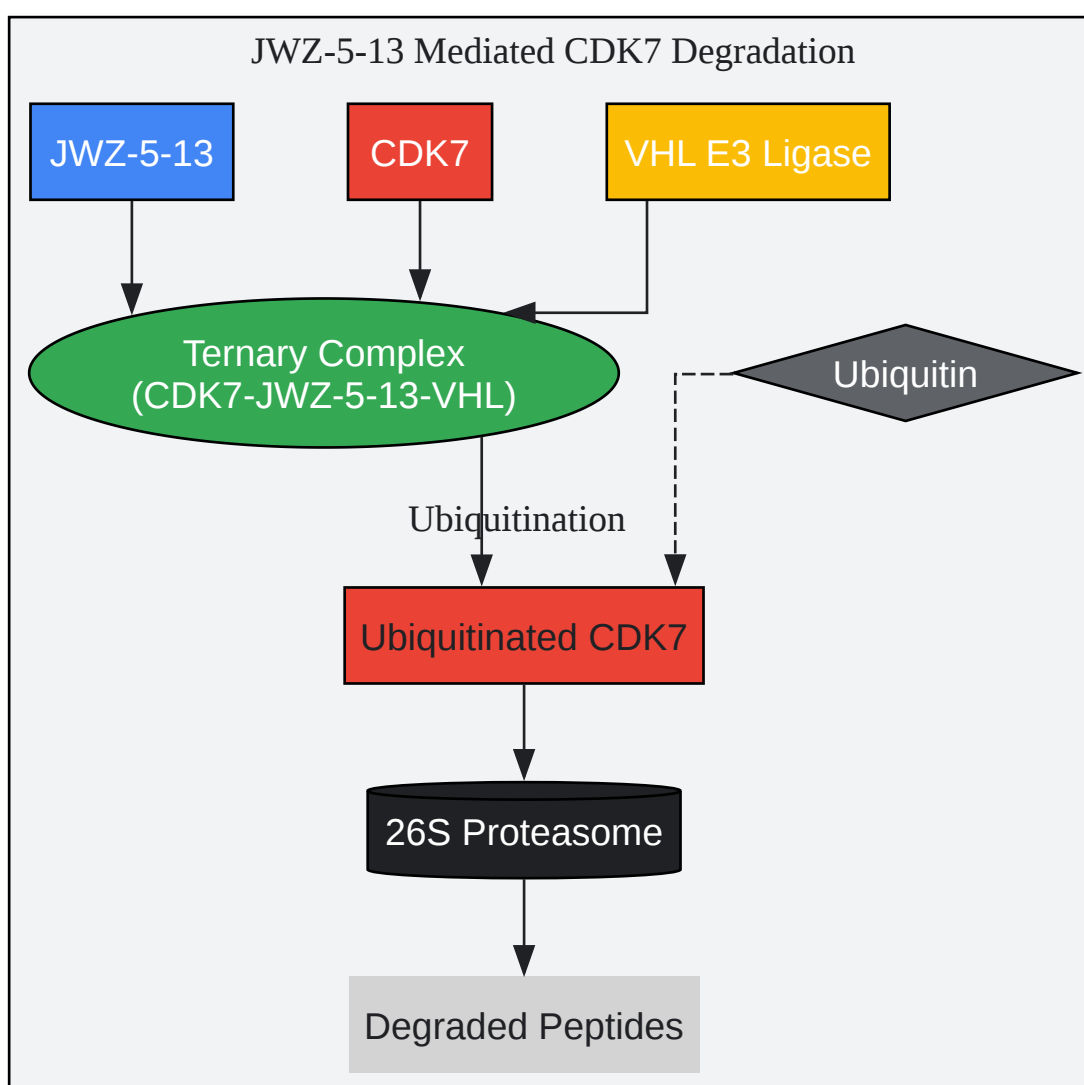 JWZ-5-13 Mediated CDK7 Degradation
JWZ-5-13
CDK7
VHL E3 Ligase
Ternary Complex
(CDK7-JWZ-5-13-VHL)
Ubiquitin
Ubiquitination
Ubiquitinated CDK7
26S Proteasome
Degraded Peptides